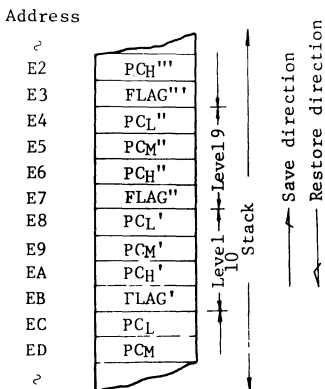 Address
E2 PCH'''
E3 FLAG'''
E4 PCL''
E5 PCM''
E6 PCH''
E7 FLAG''
E8 PCL'
E9 PCM'
EA PCH'
EB FLAG'
EC PCL
ED PCM
Level 9
Level 10
Stack
Save direction
Restore direction